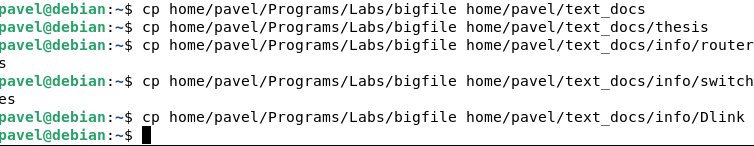 pavel@debian:~$ cp home/pavel/Programs/Labs/bigfile home/pavel/text_docs
pavel@debian:~$ cp home/pavel/Programs/Labs/bigfile home/pavel/text_docs/thesis
pavel@debian:~$ cp home/pavel/Programs/Labs/bigfile home/pavel/text_docs/info/router
s
pavel@debian:~$ cp home/pavel/Programs/Labs/bigfile home/pavel/text_docs/info/switch
es
pavel@debian:~$ cp home/pavel/Programs/Labs/bigfile home/pavel/text_docs/info/Dlink
pavel@debian:~$